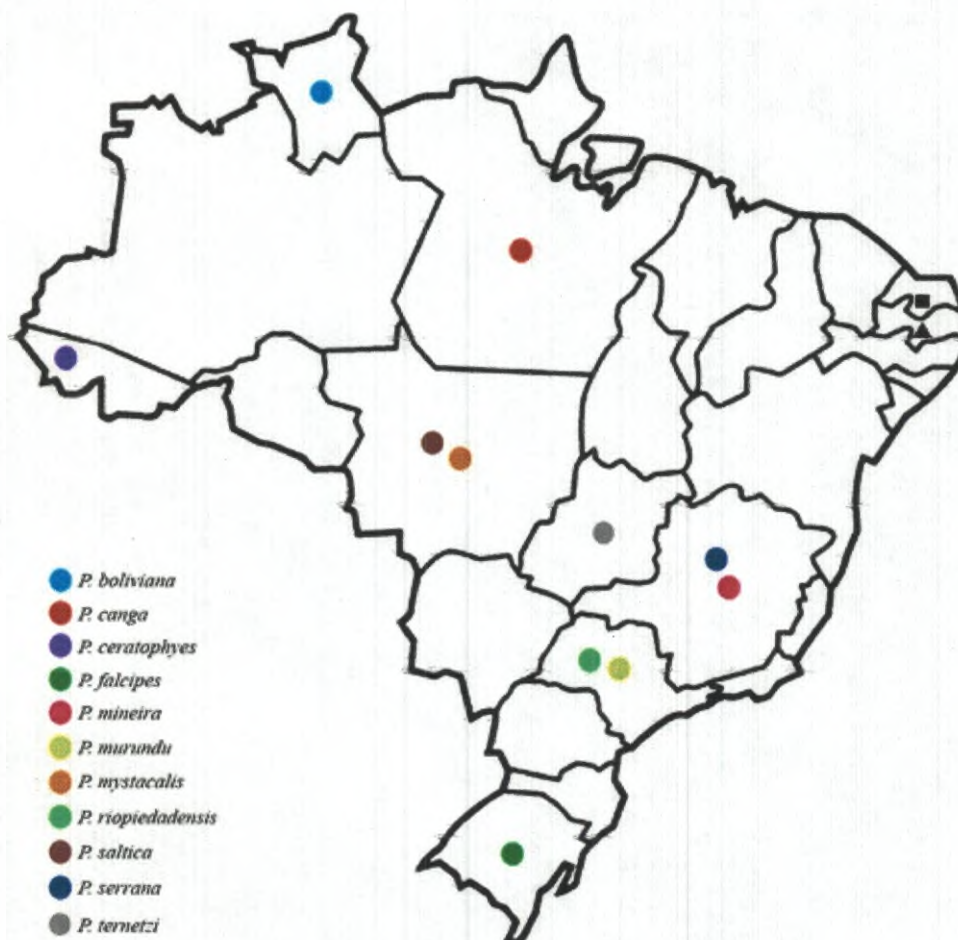 P. boliviana
P. canga
P. ceratophyes
P. falcipes
P. mineira
P. murundu
P. mystacalis
P. riopiedadensis
P. saltica
P. serrana
P. ternetzi